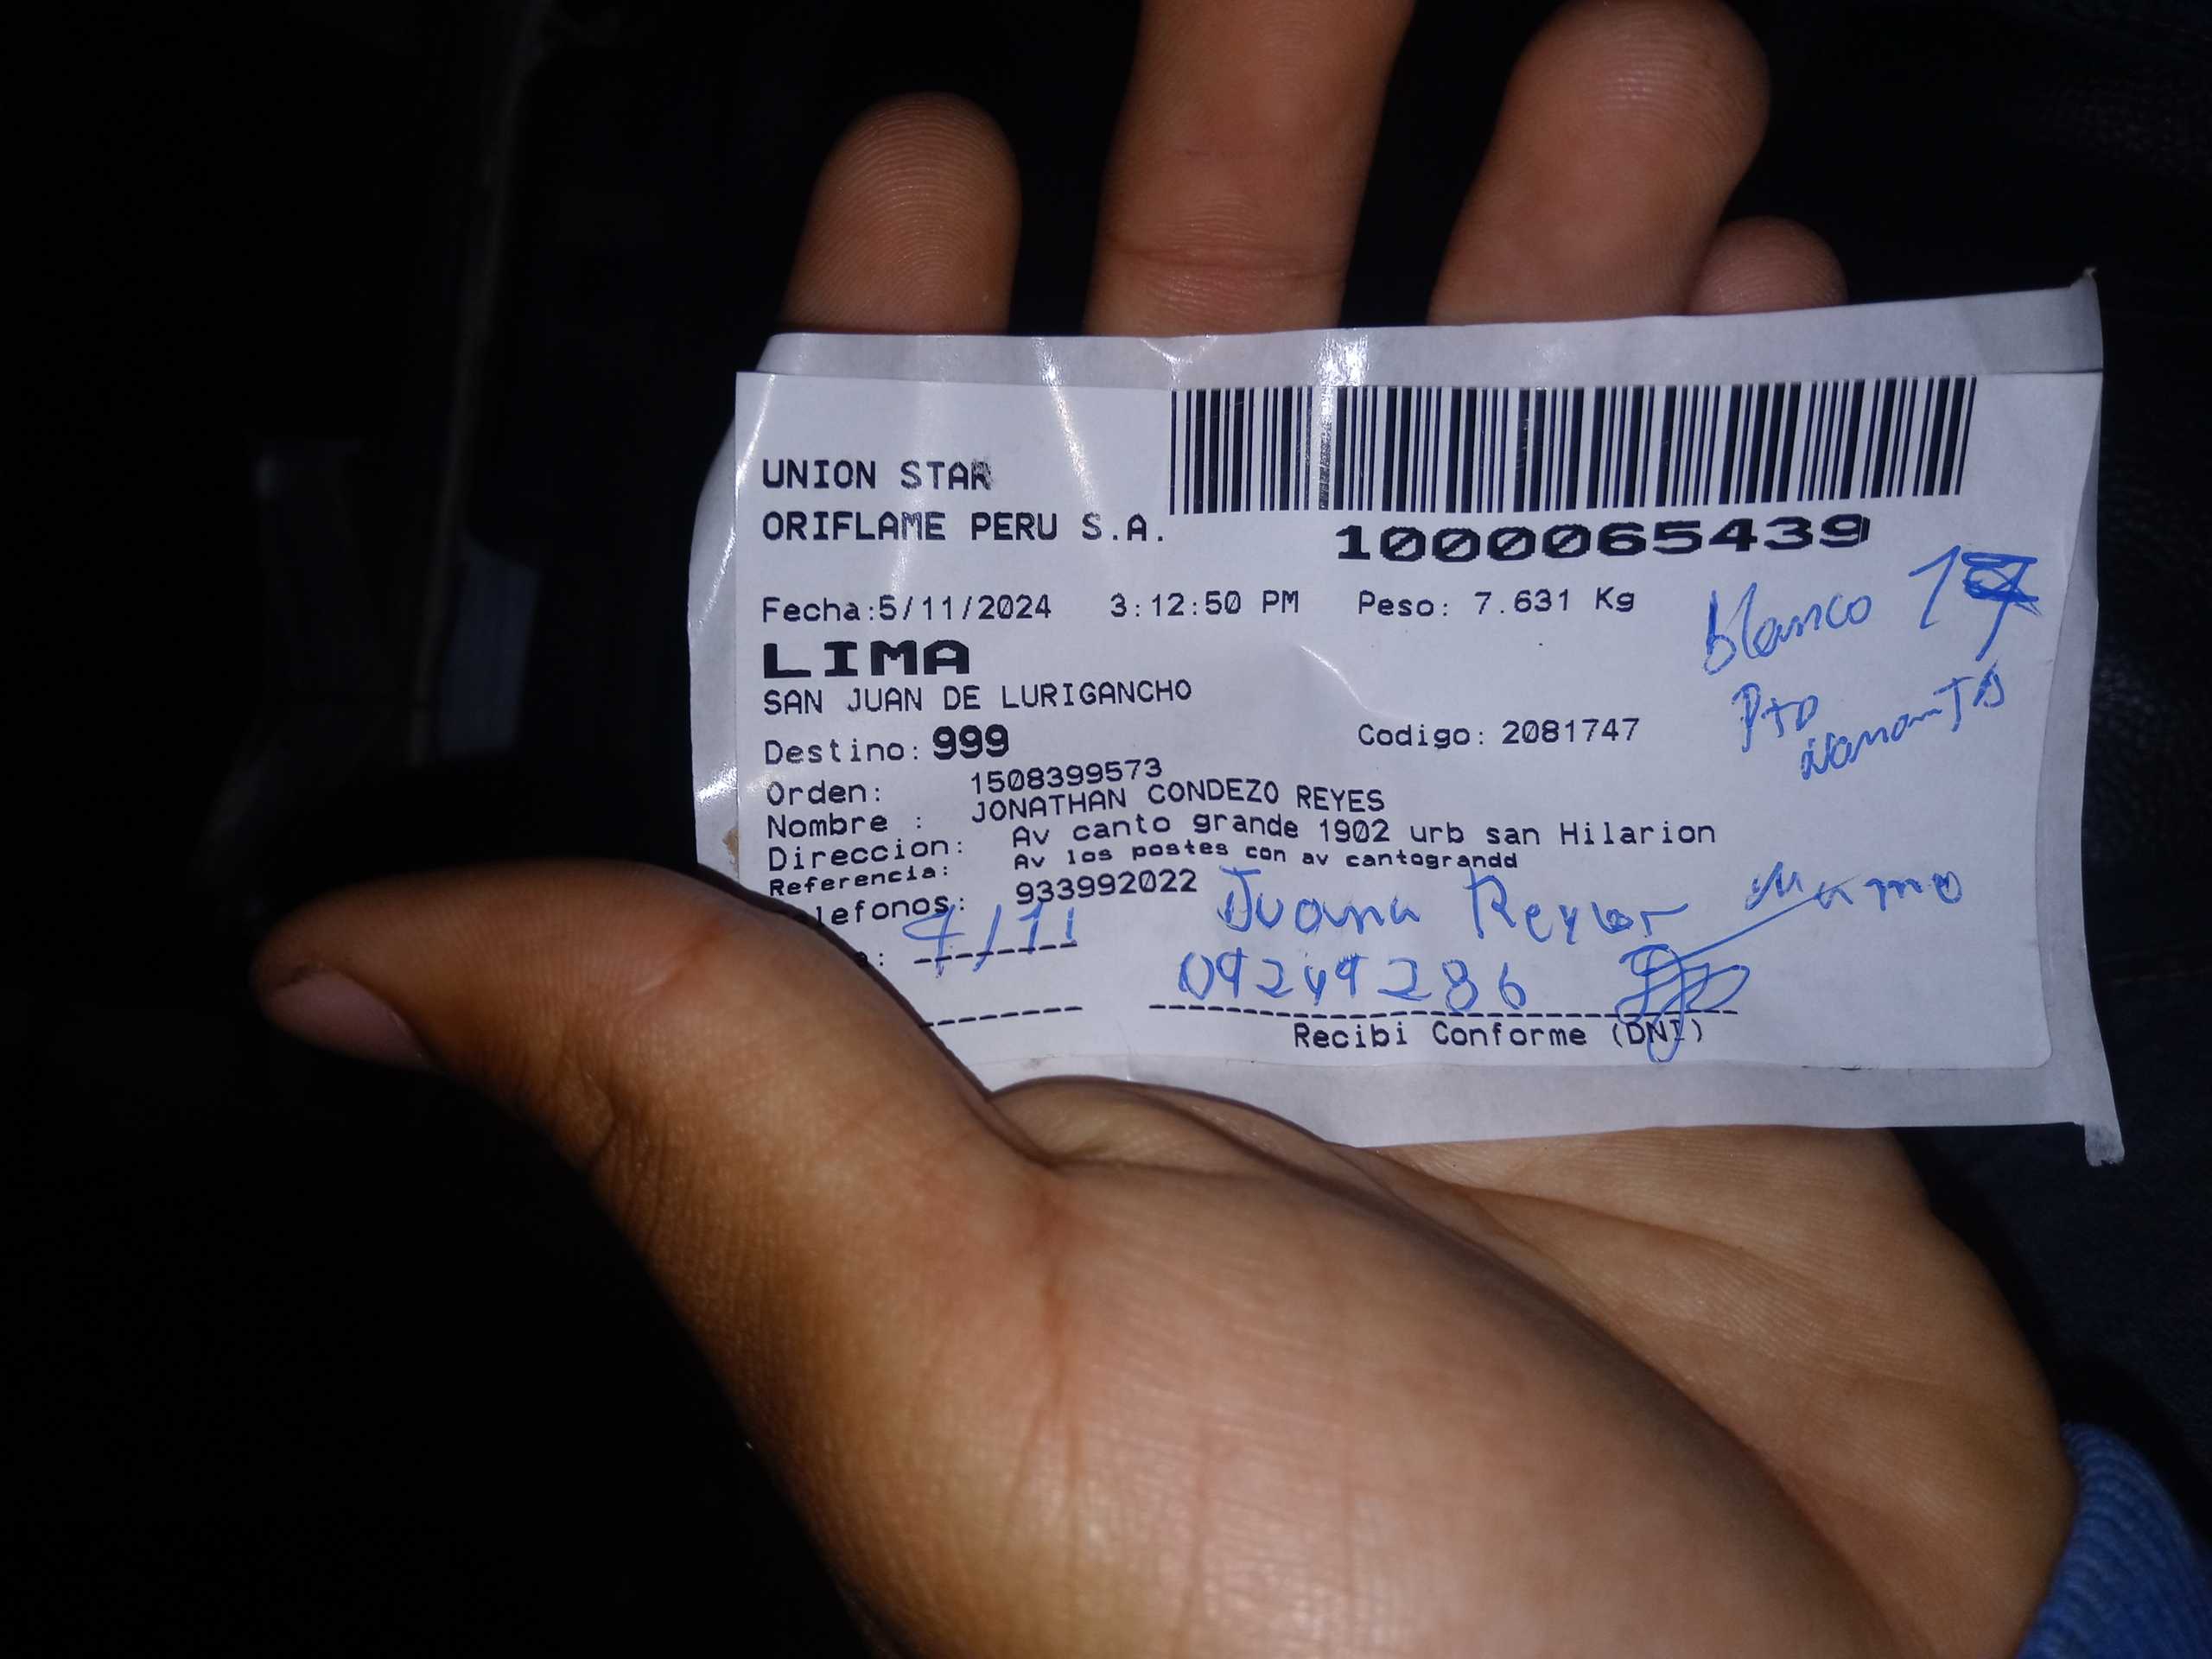 UNION STAR
ORIFLAME PERU S.A.
1000065439
Fecha:5/11/2024 3:12:50 PM Peso: 7.631 Kg
LIMA
SAN JUAN DE LURIGANCHO
Destino: 999 Codigo: 2081747
Orden: 1508399573
Nombre : JONATHAN CONDEZO REYES
Direccion: Av canto grande 1902 urb san Hilarion
Referencia: Av los postes con av cantograndd
elefonos: 933992022
blanco
Pto
Juana Reyes
09249286
Recibi Conforme (DNI)